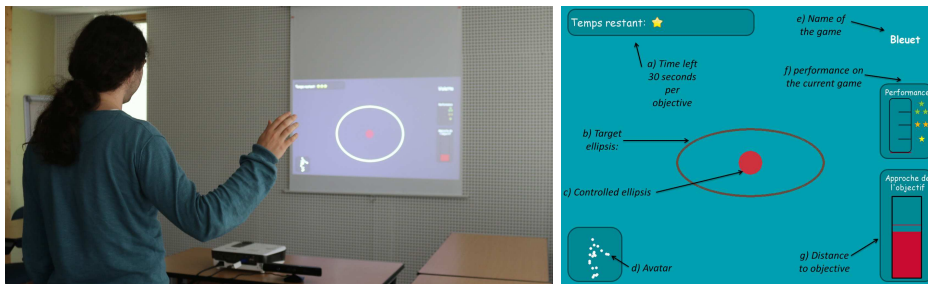 Temps restant:
e) Name of
the game
Bleuet
a) Time left
30 seconds
per
objective
f) performance on
the current game
Performance
b) Target
ellipsis:
c) Controlled ellipsis
Approche de
l'objectif
d) Avatar
g) Distance
to objective